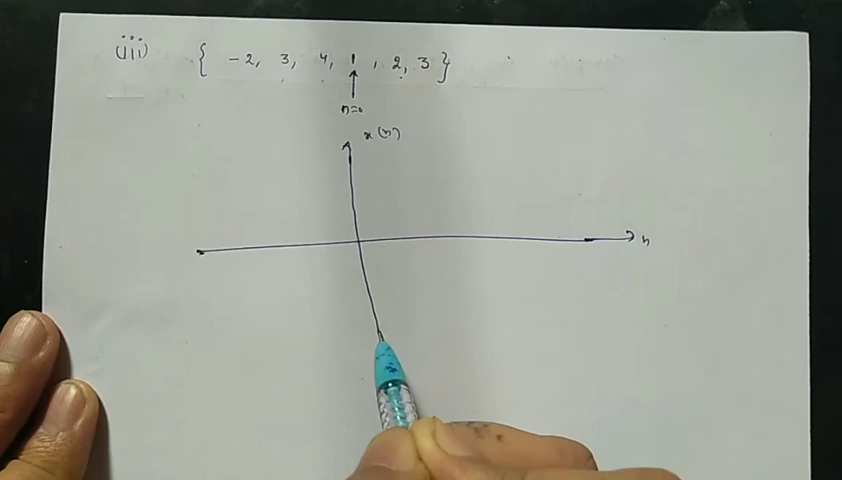 (iii) { -2, 3, 4, 1, 2, 3}
n=0
x(n)
n